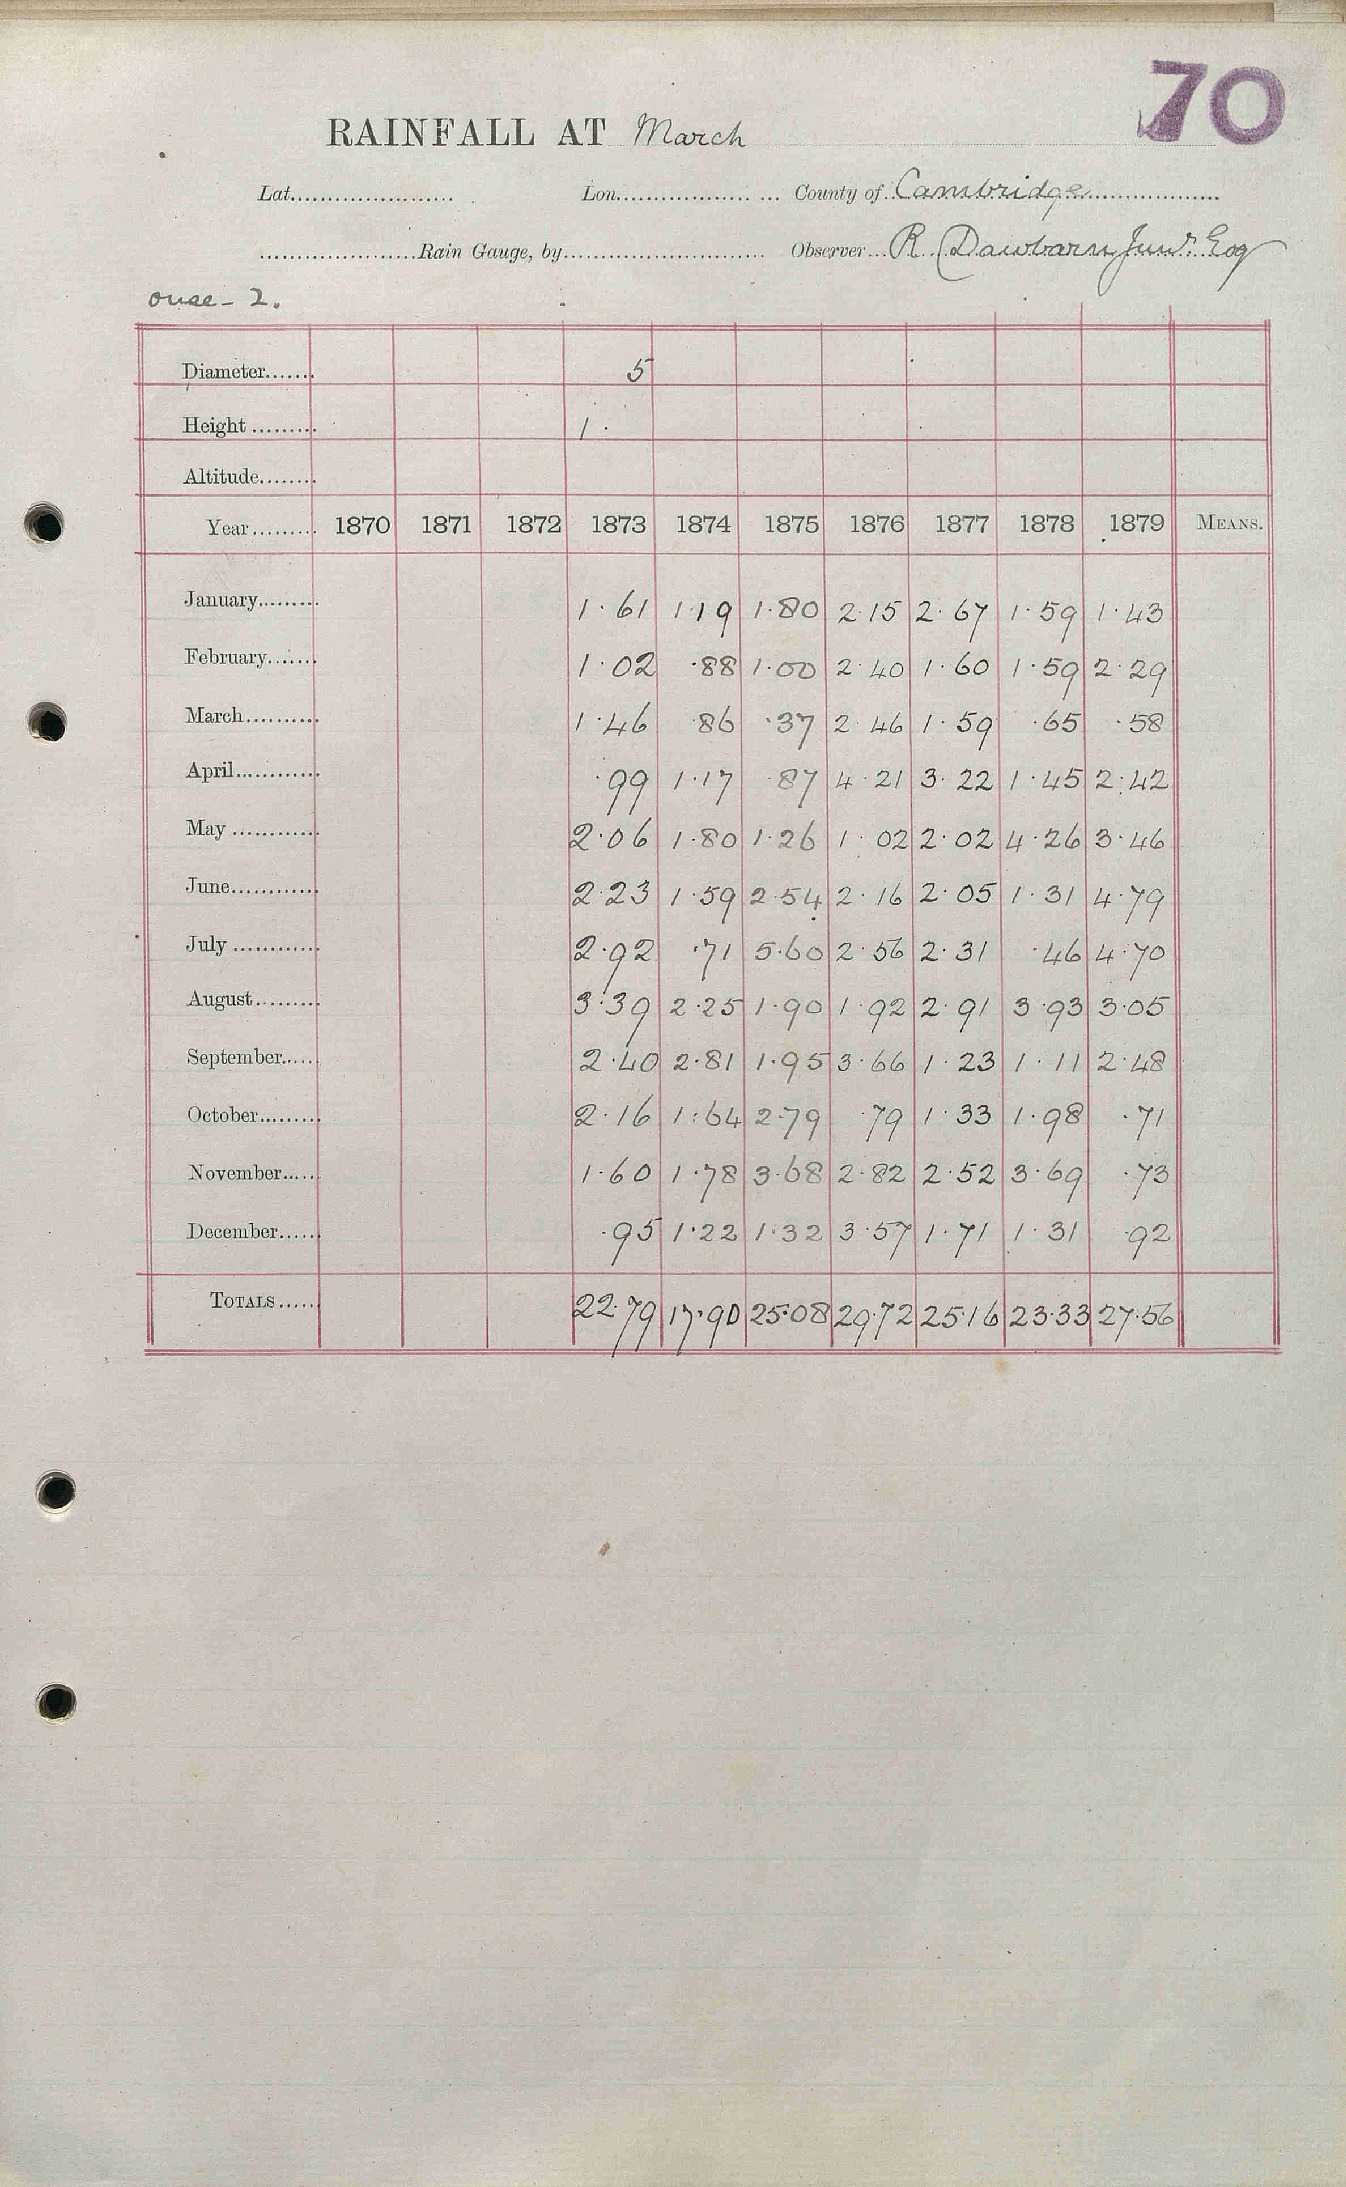 70
RAINFALL AT March
Lat. Lon. County of Cambridge
Rain Gauge, by Observer R Dawbarn Junr. Esq
ouse - 2.
Diameter 5
Height 1
Altitude
Year 1870 1871 1872 1873 1874 1875 1876 1877 1878 1879 MEANS.
January 1.61 1.19 1.80 2.15 2.67 1.59 1.43
February 1.02 .88 1.00 2.40 1.60 1.59 2.29
March 1.46 .86 .37 2.46 1.59 .65 .58
April .99 1.17 .87 4.21 3.22 1.45 2.42
May 2.06 1.80 1.26 1.02 2.02 4.26 3.46
June 2.23 1.59 2.54 2.16 2.05 1.31 4.79
July 2.92 .71 5.60 2.56 2.31 .46 4.70
August 3.39 2.25 1.90 1.92 2.91 3.93 3.05
September 2.40 2.81 1.95 3.66 1.23 1.11 2.48
October 2.16 1.64 2.79 .79 1.33 1.98 .71
November 1.60 1.78 3.68 2.82 2.52 3.69 .73
December .95 1.22 1.32 3.57 1.71 1.31 .92
TOTALS 22.79 17.90 25.08 29.72 25.16 23.33 27.56